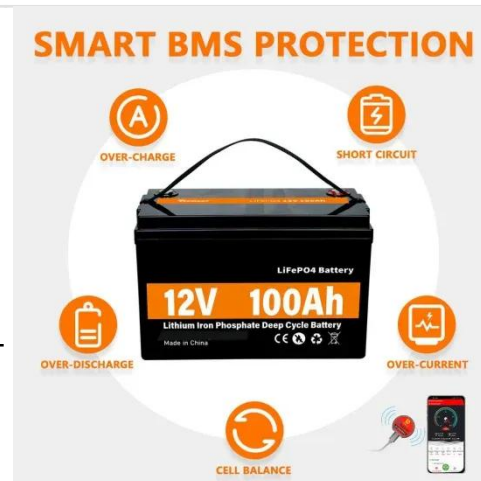 SMART BMS PROTECTION
A
OVER-CHARGE
SHORT CIRCUIT
LiFePO4 Battery
12V 100Ah
Lithium Iron Phosphate Deep Cycle Battery
Made in China
CE
OVER-DISCHARGE
OVER-CURRENT
CELL BALANCE